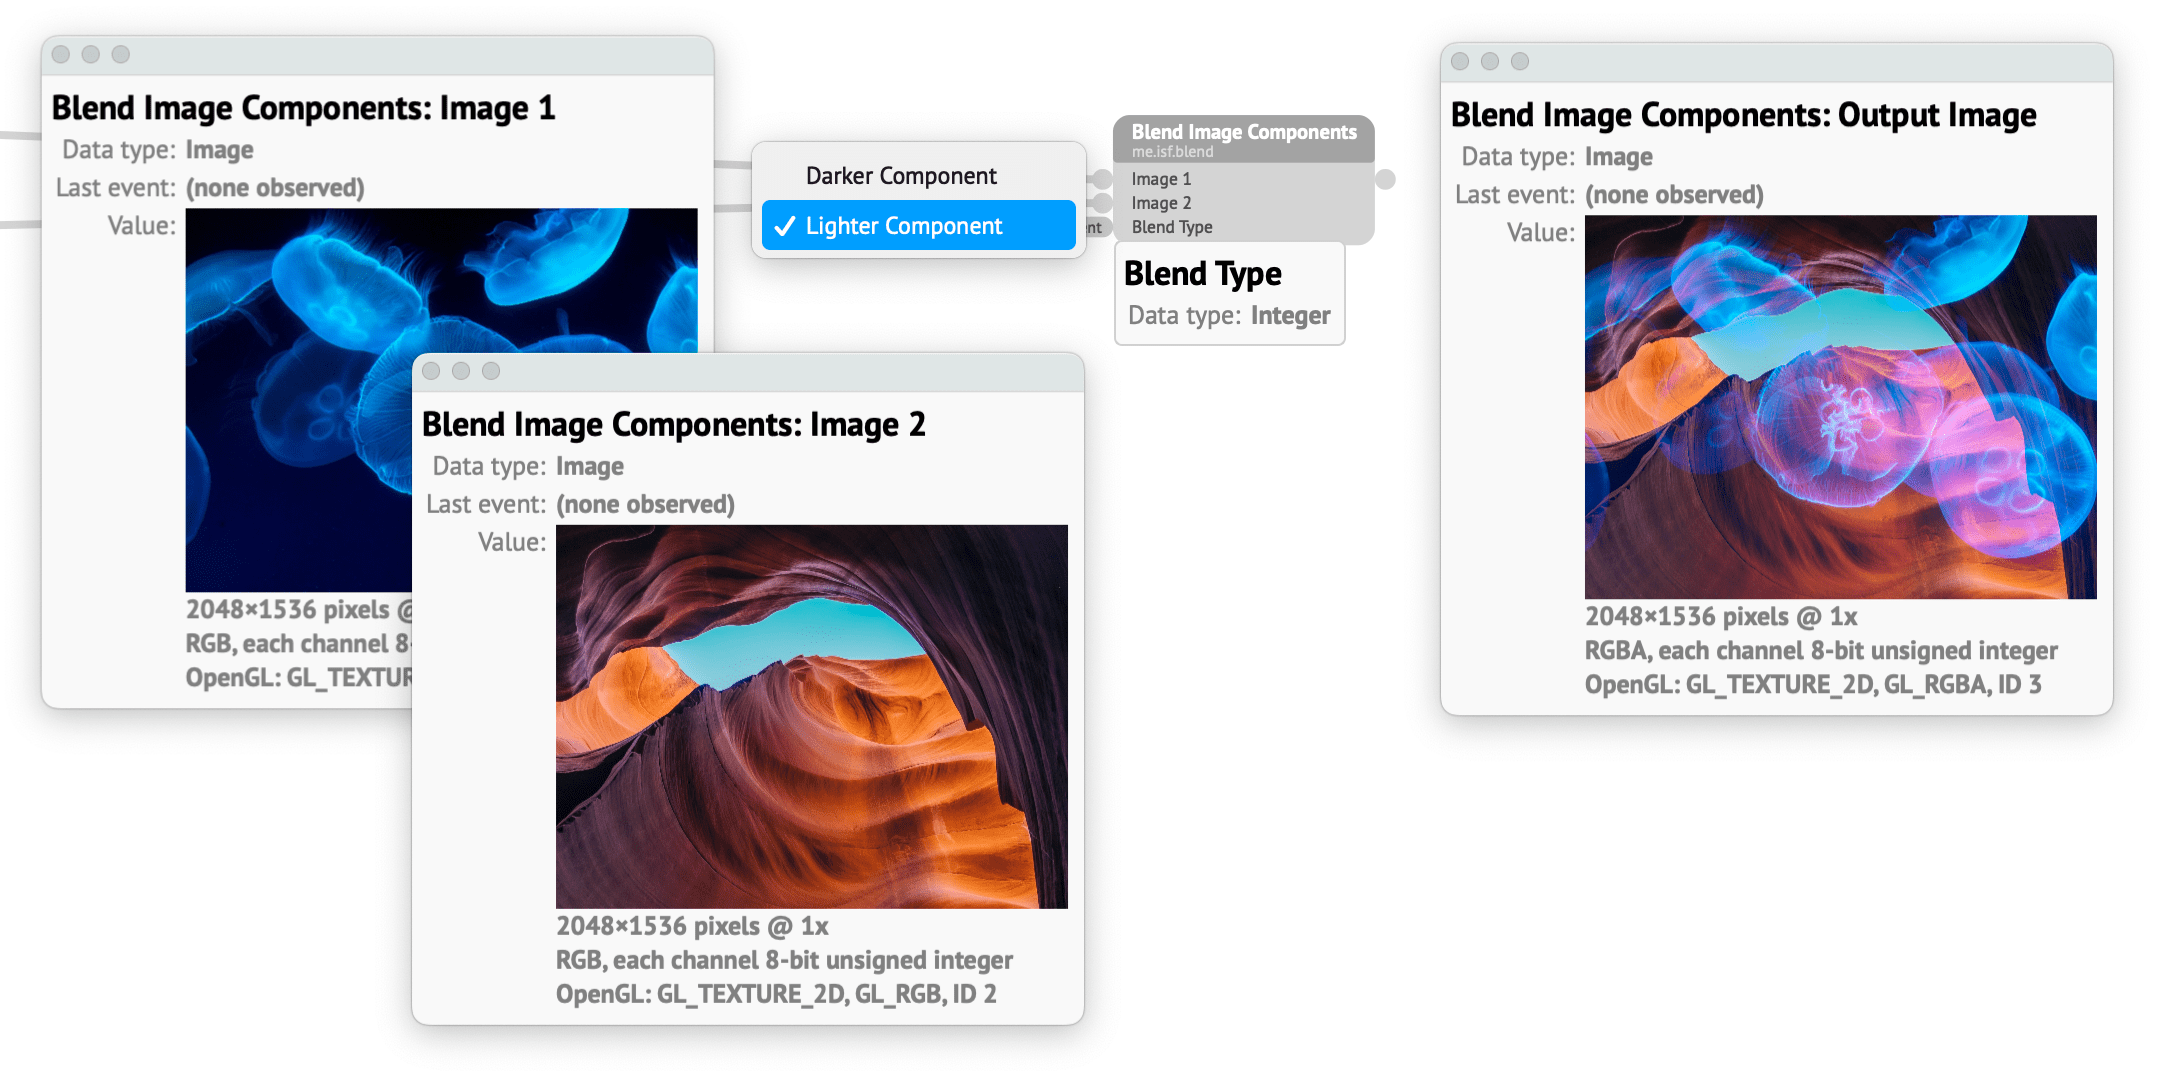 Blend Image Components: Image 1
Data type: Image
Last event: (none observed)
Value:
2048×1536 pixels @
RGB, each channel 8-
OpenGL: GL_TEXTUR
Blend Image Components: Image 2
Data type: Image
Last event: (none observed)
Value:
2048×1536 pixels @ 1x
RGB, each channel 8-bit unsigned integer
OpenGL: GL_TEXTURE_2D, GL_RGB, ID 2
Darker Component
✓ Lighter Component
Blend Image Components
me.isf.blend
Image 1
Image 2
nt Blend Type
Blend Type
Data type: Integer
Blend Image Components: Output Image
Data type: Image
Last event: (none observed)
Value:
2048×1536 pixels @ 1x
RGBA, each channel 8-bit unsigned integer
OpenGL: GL_TEXTURE_2D, GL_RGBA, ID 3